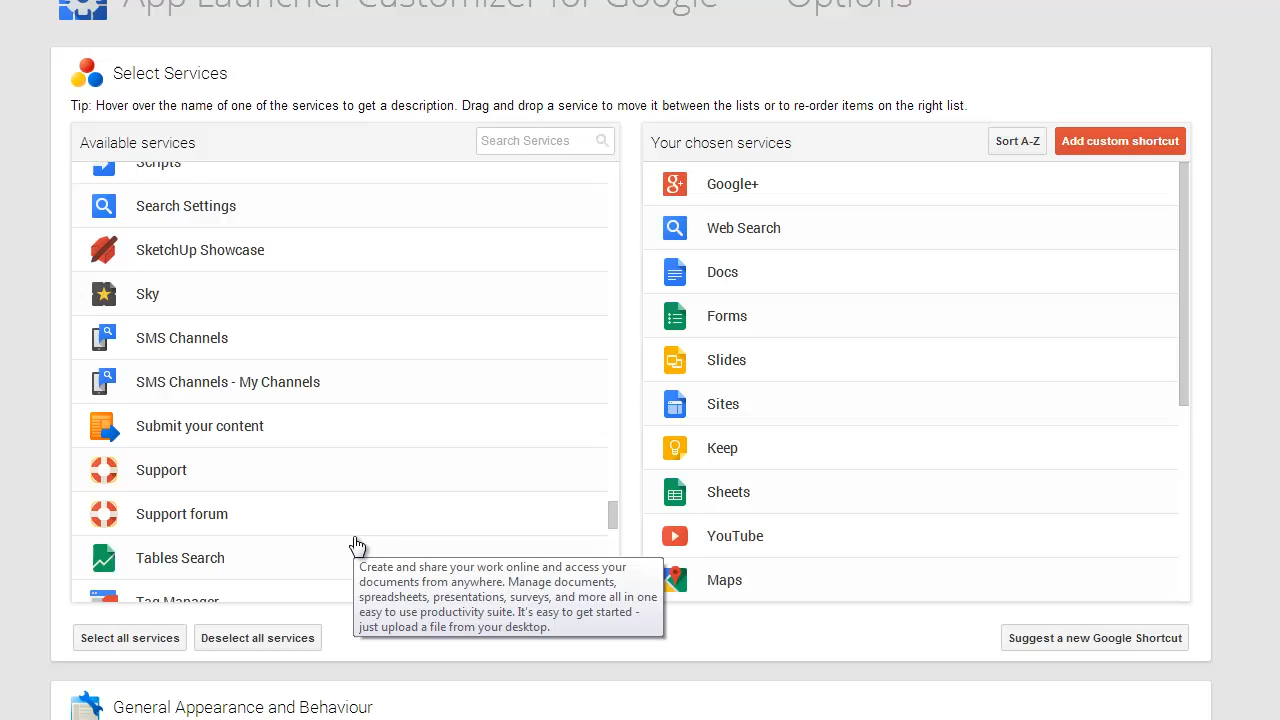 App Launcher Customizer for Google™ — Options
Select Services
Tip: Hover over the name of one of the services to get a description. Drag and drop a service to move it between the lists or to re-order items on the right list.
Available services
Search Services
Scripts
Search Settings
SketchUp Showcase
Sky
SMS Channels
SMS Channels - My Channels
Submit your content
Support
Support forum
Tables Search
Tag Manager
Select all services
Deselect all services
Create and share your work online and access your
documents from anywhere. Manage documents,
spreadsheets, presentations, surveys, and more all in one
easy to use productivity suite. It's easy to get started -
just upload a file from your desktop.
Your chosen services
Sort A-Z
Add custom shortcut
Google+
Web Search
Docs
Forms
Slides
Sites
Keep
Sheets
YouTube
Maps
Suggest a new Google Shortcut
General Appearance and Behaviour